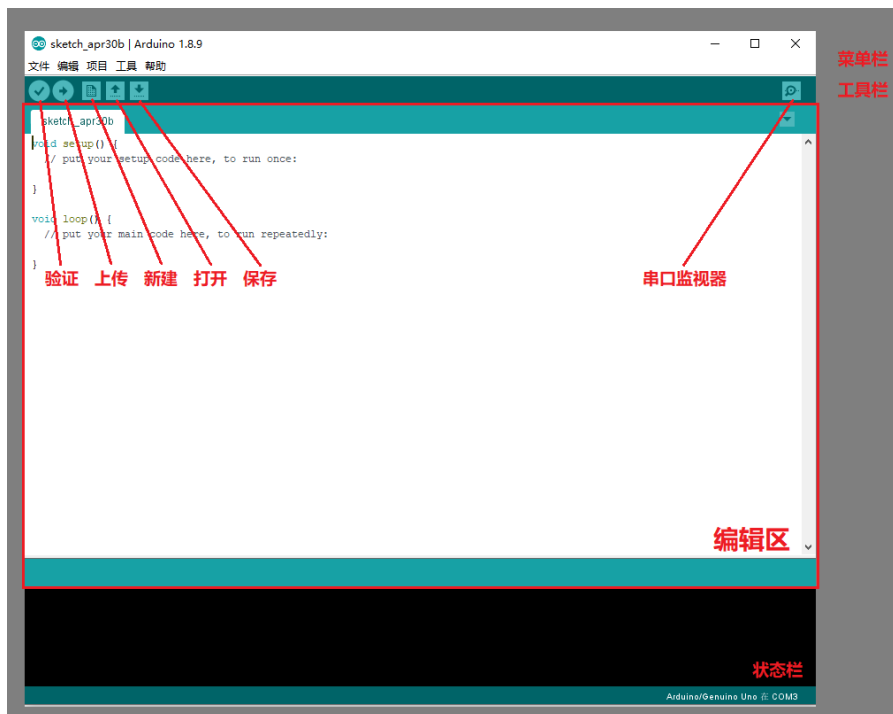 sketch_apr30b | Arduino 1.8.9
文件 编辑 项目 工具 帮助
菜单栏
工具栏
sketch_apr30b
void setup() {
// put your setup code here, to run once:
}
void loop() {
// put your main code here, to run repeatedly:
}
验证 上传 新建 打开 保存
串口监视器
编辑区
状态栏
Arduino/Genuino Uno 在 COM3